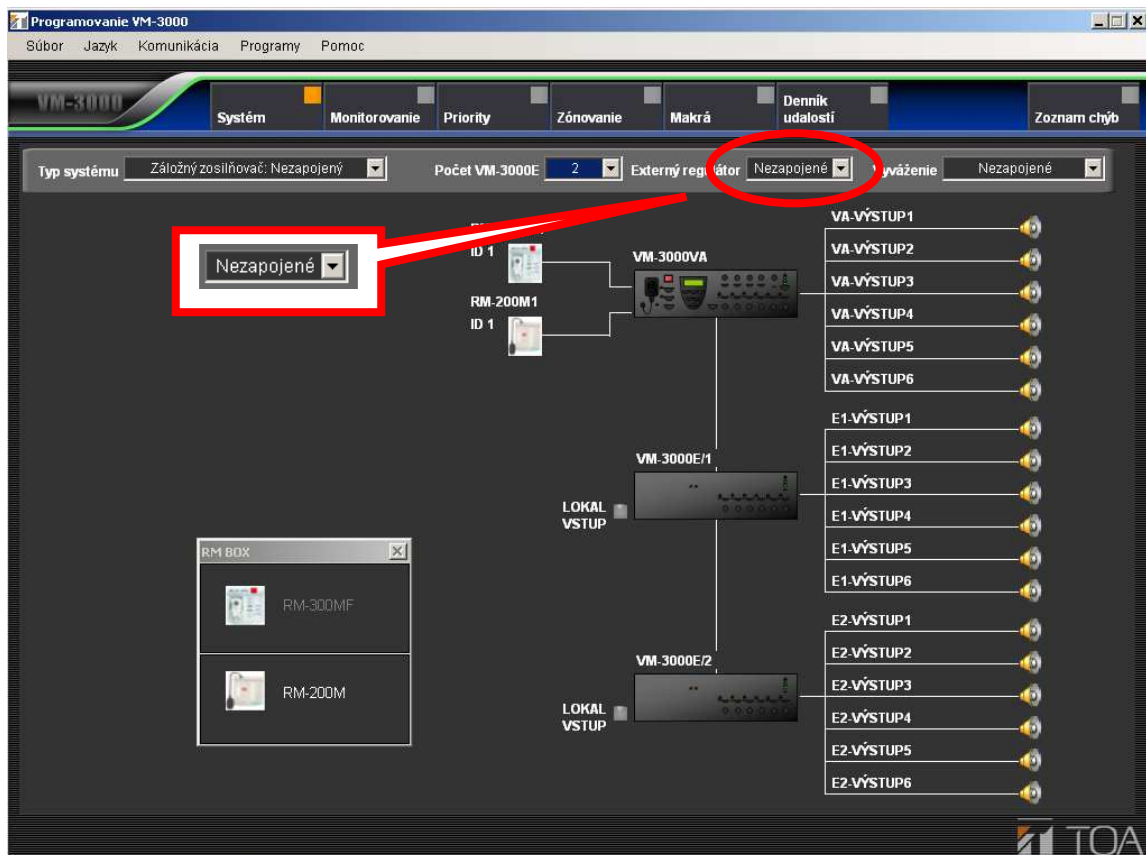 Programovanie VM-3000
Súbor Jazyk Komunikácia Programy Pomoc
VM-3000
Systém Monitorovanie Priority Zónovanie Makrá Denník udalostí Zoznam chýb
Typ systému Záložný zosilňovač: Nezapojený Počet VM-3000E 2 Externý regulátor Nezapojené Vyváženie Nezapojené
Nezapojené
ID 1
RM-200M1
ID 1
VM-3000VA
VA-VÝSTUP1
VA-VÝSTUP2
VA-VÝSTUP3
VA-VÝSTUP4
VA-VÝSTUP5
VA-VÝSTUP6
VM-3000E/1
LOKAL
VSTUP
E1-VÝSTUP1
E1-VÝSTUP2
E1-VÝSTUP3
E1-VÝSTUP4
E1-VÝSTUP5
E1-VÝSTUP6
RM BOX
RM-300MF
RM-200M
VM-3000E/2
LOKAL
VSTUP
E2-VÝSTUP1
E2-VÝSTUP2
E2-VÝSTUP3
E2-VÝSTUP4
E2-VÝSTUP5
E2-VÝSTUP6
TOA